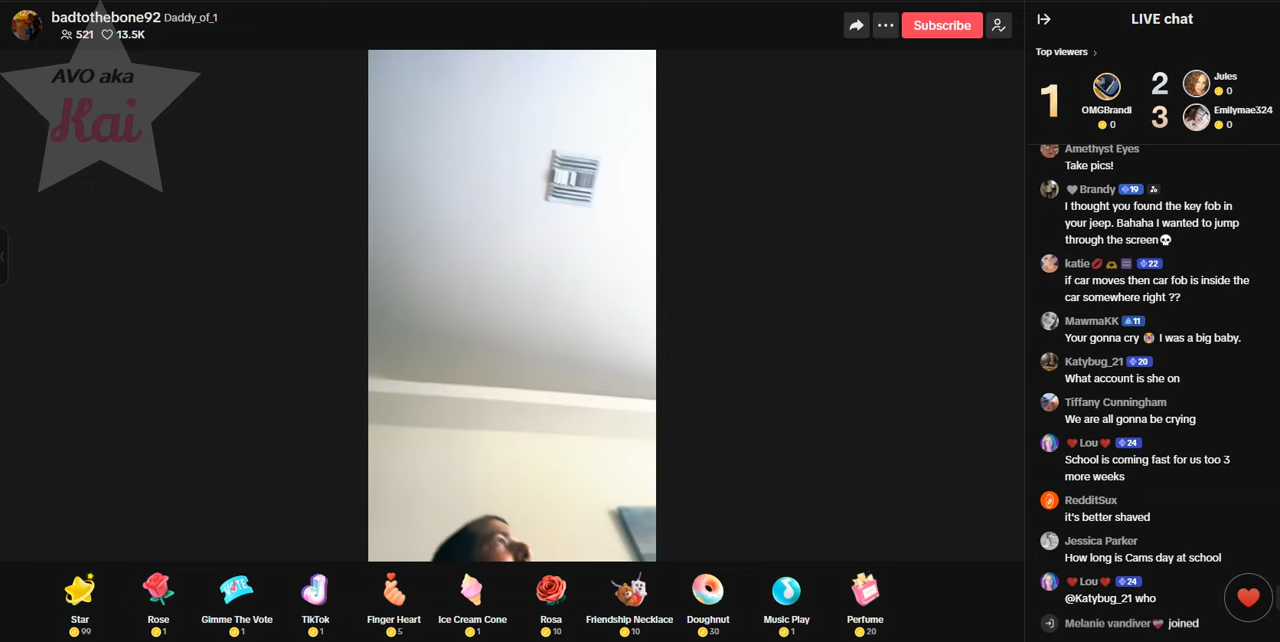 badtothebone92 Daddy_of_1
521 13.5K
Subscribe
AVO aka
Kai
LIVE chat
Top viewers
1
OMGBrandI
0
2
Jules
0
3
Emilymae324
0
Amethyst Eyes
Take pics!
Brandy 19
I thought you found the key fob in
your jeep. Bahaha I wanted to jump
through the screen💀
katie💋 22
if car moves then car fob is inside the
car somewhere right ??
MawmaKK 11
Your gonna cry 😭 I was a big baby.
Katybug_21 20
What account is she on
Tiffany Cunningham
We are all gonna be crying
❤️Lou❤️ 24
School is coming fast for us too 3
more weeks
RedditSux
it's better shaved
Jessica Parker
How long is Cams day at school
❤️Lou❤️ 24
@Katybug_21 who
Melanie vandiver💗 joined
VOTE
Star
99
Rose
1
Gimme The Vote
1
TikTok
1
Finger Heart
5
Ice Cream Cone
1
Rosa
10
Friendship Necklace
10
Doughnut
30
Music Play
1
Perfume
20